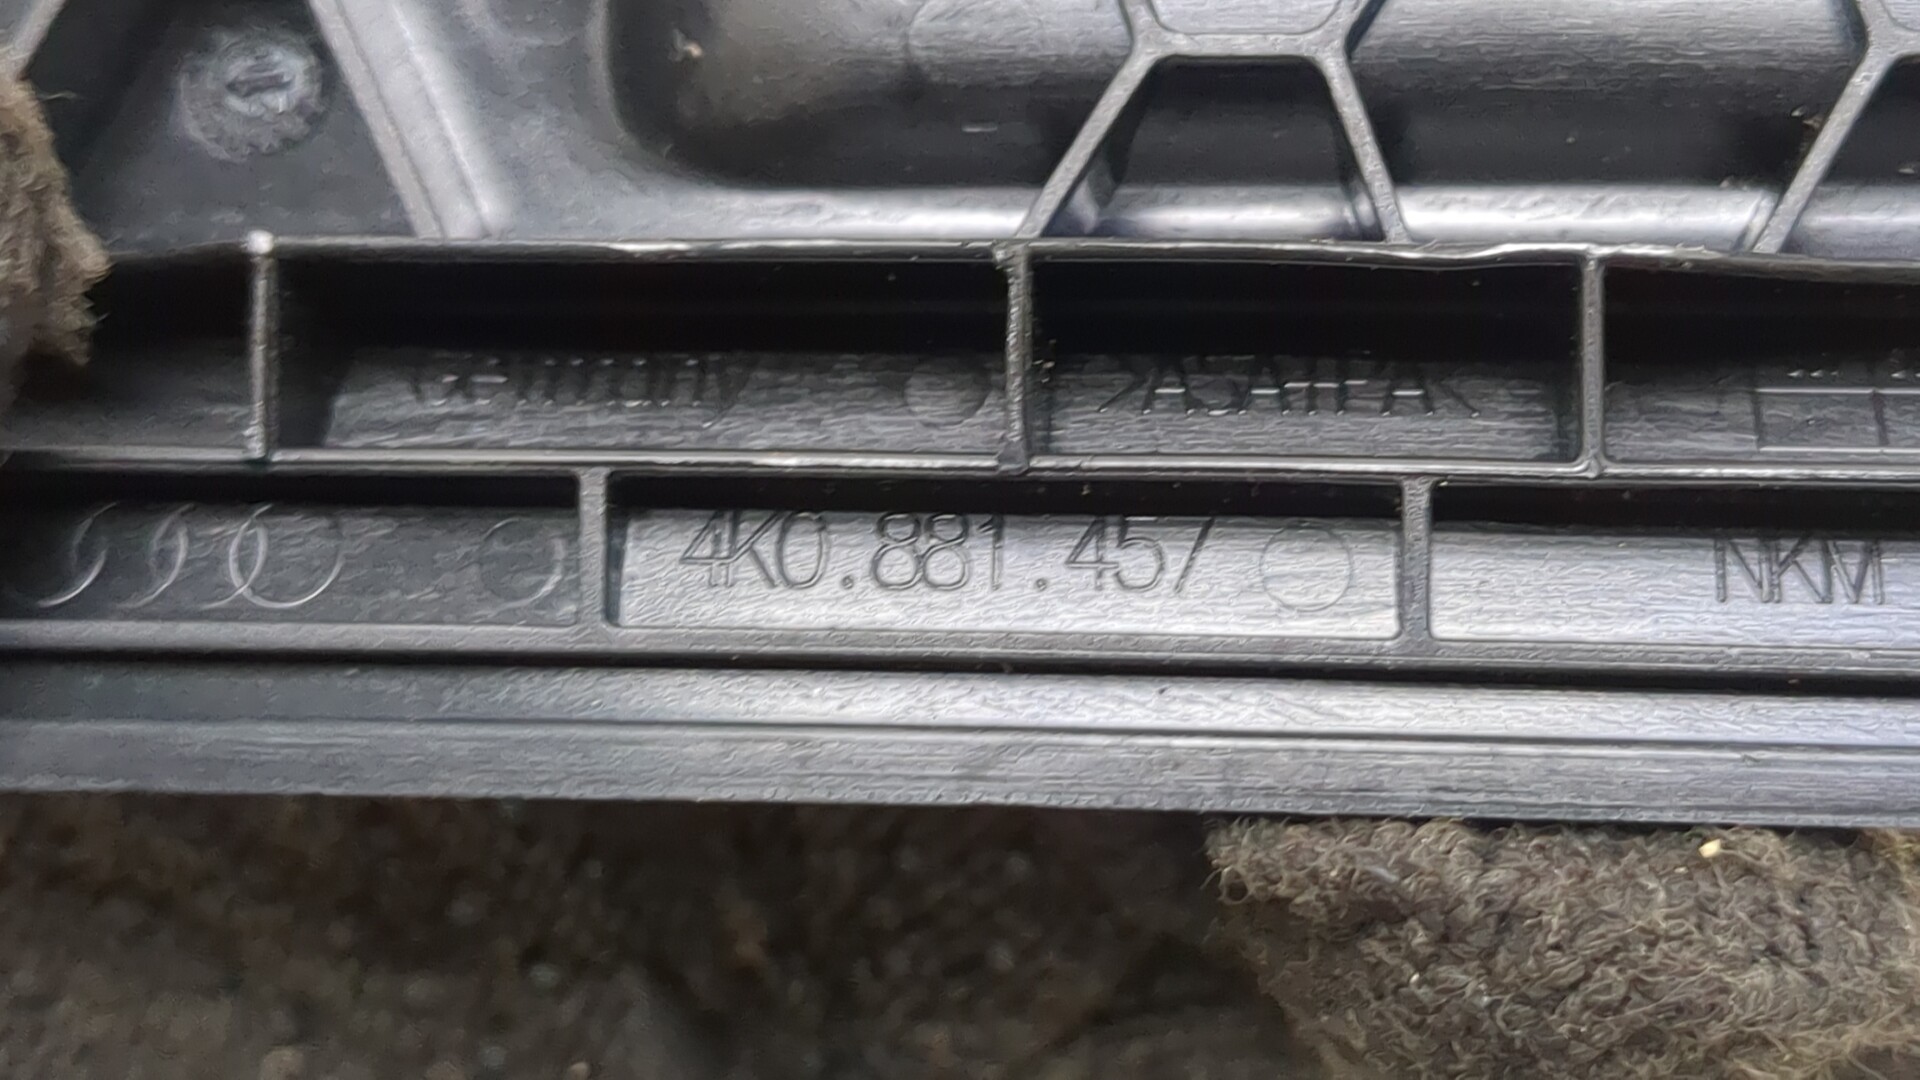 Germany >ASA+PA<
4K0.881.457 NKM